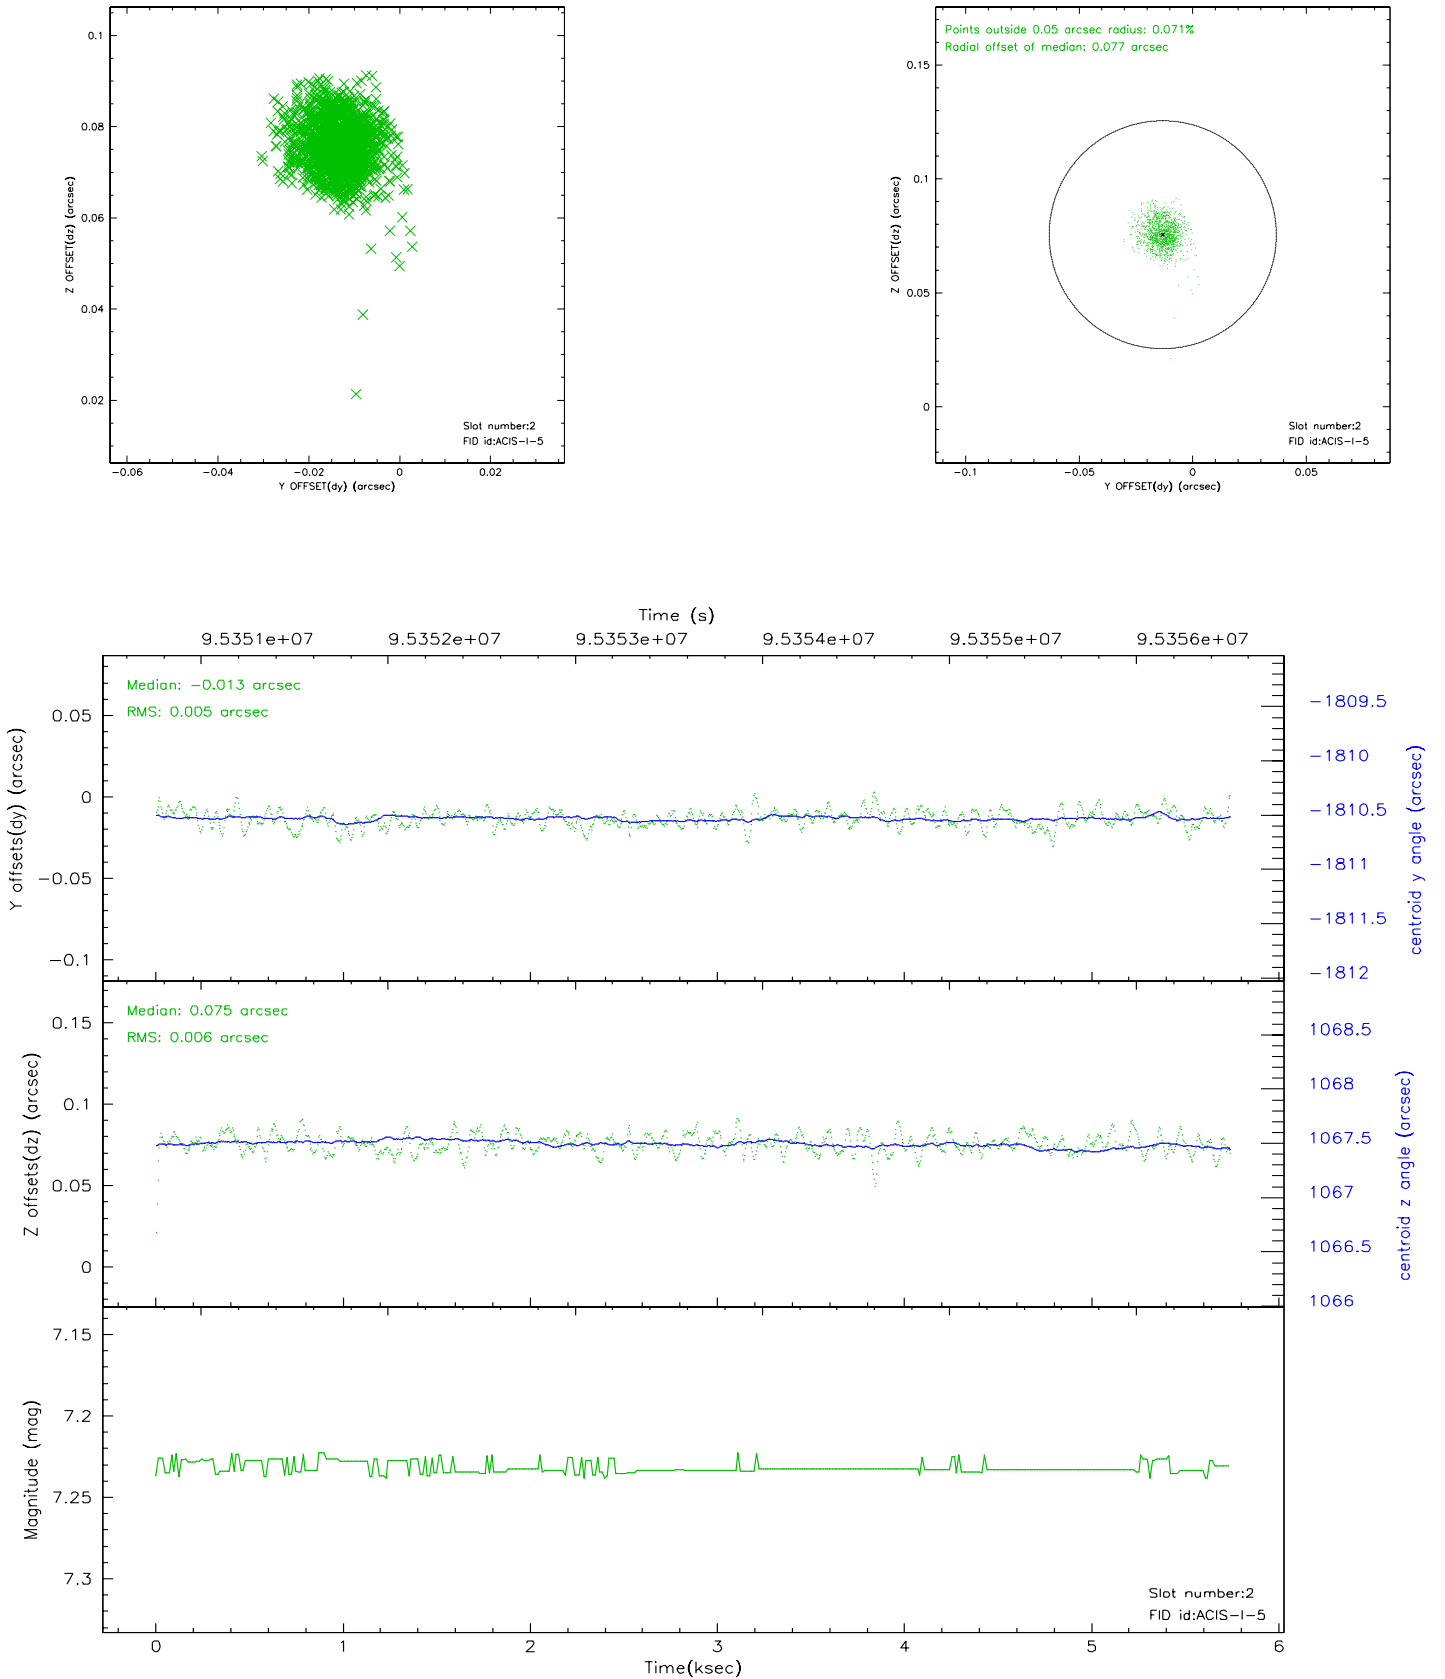 0.1
0.08
0.06
0.04
0.02
Z OFFSET(dz) (arcsec)
Slot number:2
FID id:ACIS-I-5
-0.06
-0.04
-0.02
0
0.02
Y OFFSET(dy) (arcsec)
Points outside 0.05 arcsec radius: 0.071%
Radial offset of median: 0.077 arcsec
0.15
0.1
0.05
0
Z OFFSET(dz) (arcsec)
Slot number:2
FID id:ACIS-I-5
-0.1
-0.05
0
0.05
Y OFFSET(dy) (arcsec)
Time (s)
9.5351e+07
9.5352e+07
9.5353e+07
9.5354e+07
9.5355e+07
9.5356e+07
Median: -0.013 arcsec
RMS: 0.005 arcsec
0.05
0
-0.05
-0.1
Y offsets(dy) (arcsec)
-1809.5
-1810
-1810.5
-1811
-1811.5
-1812
centroid y angle (arcsec)
Median: 0.075 arcsec
RMS: 0.006 arcsec
0.15
0.1
0.05
0
Z offsets(dz) (arcsec)
1068.5
1068
1067.5
1067
1066.5
1066
centroid z angle (arcsec)
7.15
7.2
7.25
7.3
Magnitude (mag)
Slot number:2
FID id:ACIS-I-5
0
1
2
3
4
5
6
Time(ksec)